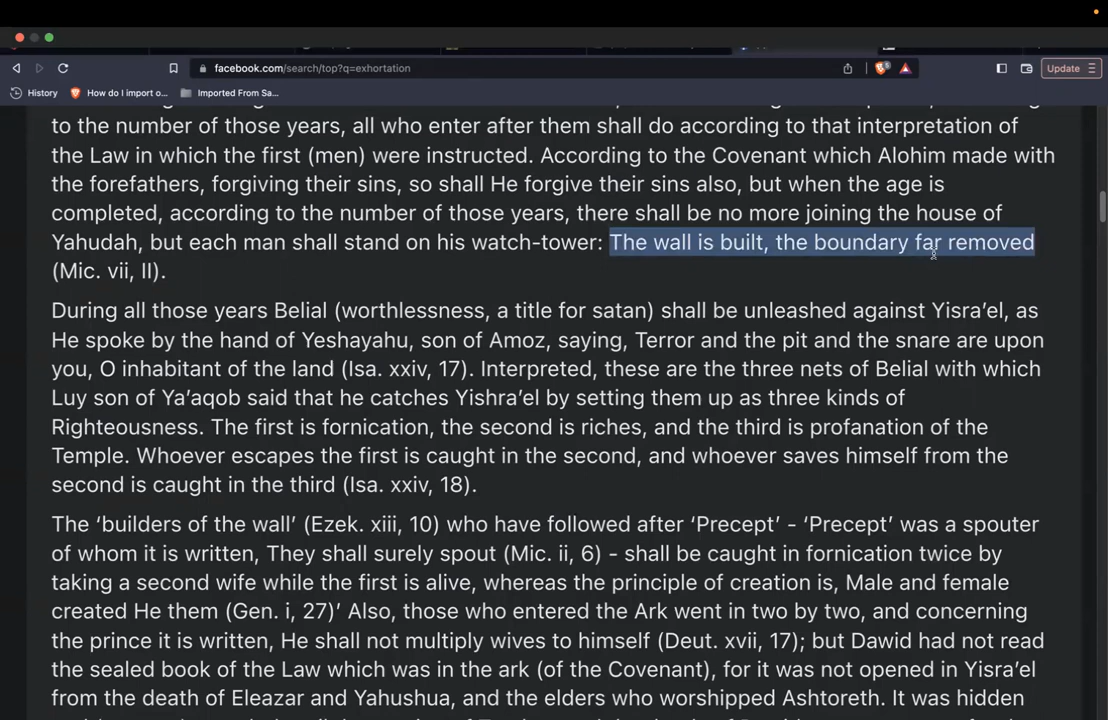 facebook.com/search/top?q=exhortation
6
Update
History
How do I import o...
Imported From Sa...
to the number of those years, all who enter after them shall do according to that interpretation of
the Law in which the first (men) were instructed. According to the Covenant which Alohim made with
the forefathers, forgiving their sins, so shall He forgive their sins also, but when the age is
completed, according to the number of those years, there shall be no more joining the house of
Yahudah, but each man shall stand on his watch-tower: The wall is built, the boundary far removed
(Mic. vii, II).
During all those years Belial (worthlessness, a title for satan) shall be unleashed against Yisra’el, as
He spoke by the hand of Yeshayahu, son of Amoz, saying, Terror and the pit and the snare are upon
you, O inhabitant of the land (Isa. xxiv, 17). Interpreted, these are the three nets of Belial with which
Luy son of Ya’aqob said that he catches Yishra’el by setting them up as three kinds of
Righteousness. The first is fornication, the second is riches, and the third is profanation of the
Temple. Whoever escapes the first is caught in the second, and whoever saves himself from the
second is caught in the third (Isa. xxiv, 18).
The ‘builders of the wall’ (Ezek. xiii, 10) who have followed after ‘Precept’ - ‘Precept’ was a spouter
of whom it is written, They shall surely spout (Mic. ii, 6) - shall be caught in fornication twice by
taking a second wife while the first is alive, whereas the principle of creation is, Male and female
created He them (Gen. i, 27)’ Also, those who entered the Ark went in two by two, and concerning
the prince it is written, He shall not multiply wives to himself (Deut. xvii, 17); but Dawid had not read
the sealed book of the Law which was in the ark (of the Covenant), for it was not opened in Yisra’el
from the death of Eleazar and Yahushua, and the elders who worshipped Ashtoreth. It was hidden